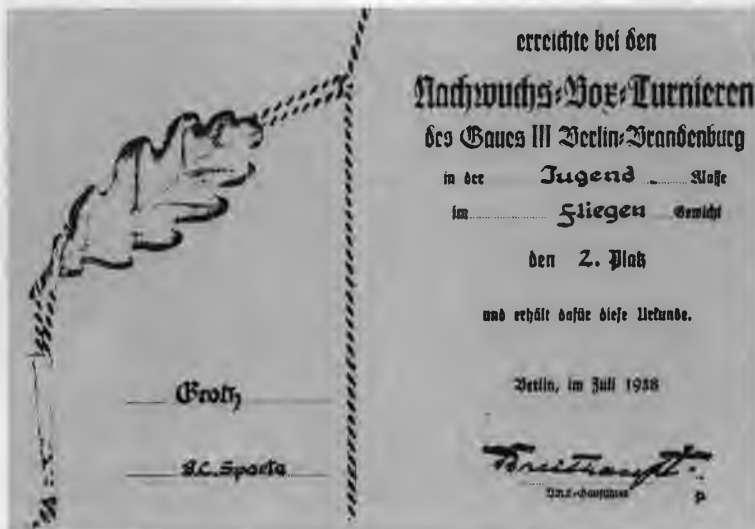 Groth
B.C. Sparta
erreichte bei den
Nachwuchs-Box-Turnieren
des Gaues III Berlin-Brandenburg
in der Jugend Klasse
im Fliegen Gewicht
den 2. Platz
und erhält dafür diese Urkunde.
Berlin, im Juli 1938
Breithaupt